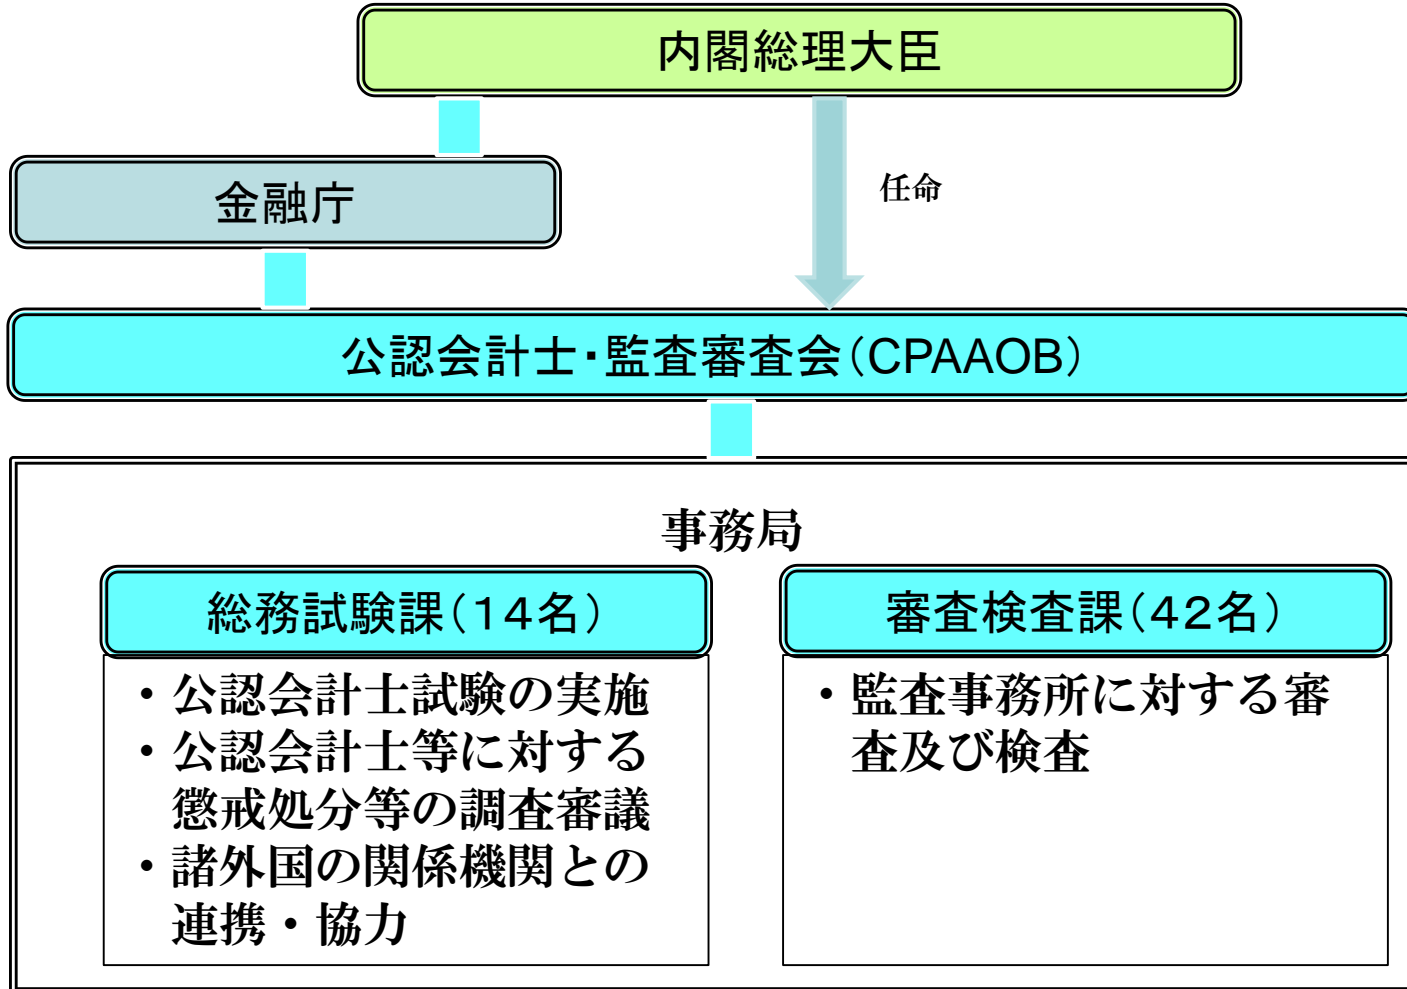 内閣総理大臣
任命
金融庁
公認会計士・監査審査会（CPAAOB）
事務局
総務試験課（１４名）
・公認会計士試験の実施
・公認会計士等に対する
懲戒処分等の調査審議
・諸外国の関係機関との
連携・協力
審査検査課（４２名）
・監査事務所に対する審
査及び検査